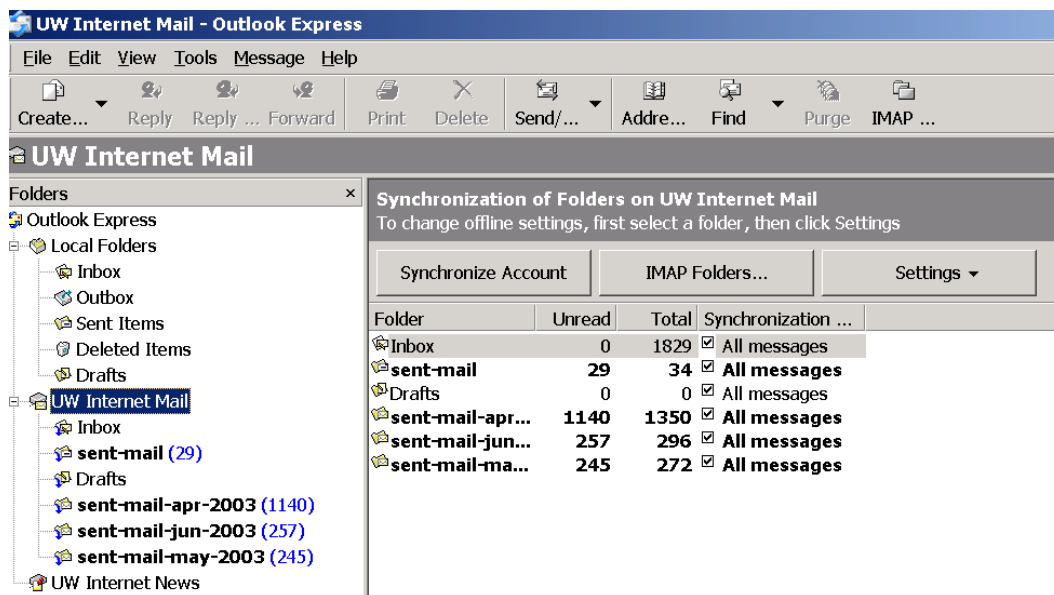 UW Internet Mail - Outlook Express
File Edit View Tools Message Help
Create... Reply Reply ... Forward Print Delete Send/... Addre... Find Purge IMAP ...
UW Internet Mail
Folders ×
Outlook Express
Local Folders
Inbox
Outbox
Sent Items
Deleted Items
Drafts
UW Internet Mail
Inbox
sent-mail (29)
Drafts
sent-mail-apr-2003 (1140)
sent-mail-jun-2003 (257)
sent-mail-may-2003 (245)
UW Internet News
Synchronization of Folders on UW Internet Mail
To change offline settings, first select a folder, then click Settings
Synchronize Account IMAP Folders... Settings
Folder Unread Total Synchronization ...
Inbox 0 1829 All messages
sent-mail 29 34 All messages
Drafts 0 0 All messages
sent-mail-apr... 1140 1350 All messages
sent-mail-jun... 257 296 All messages
sent-mail-ma... 245 272 All messages